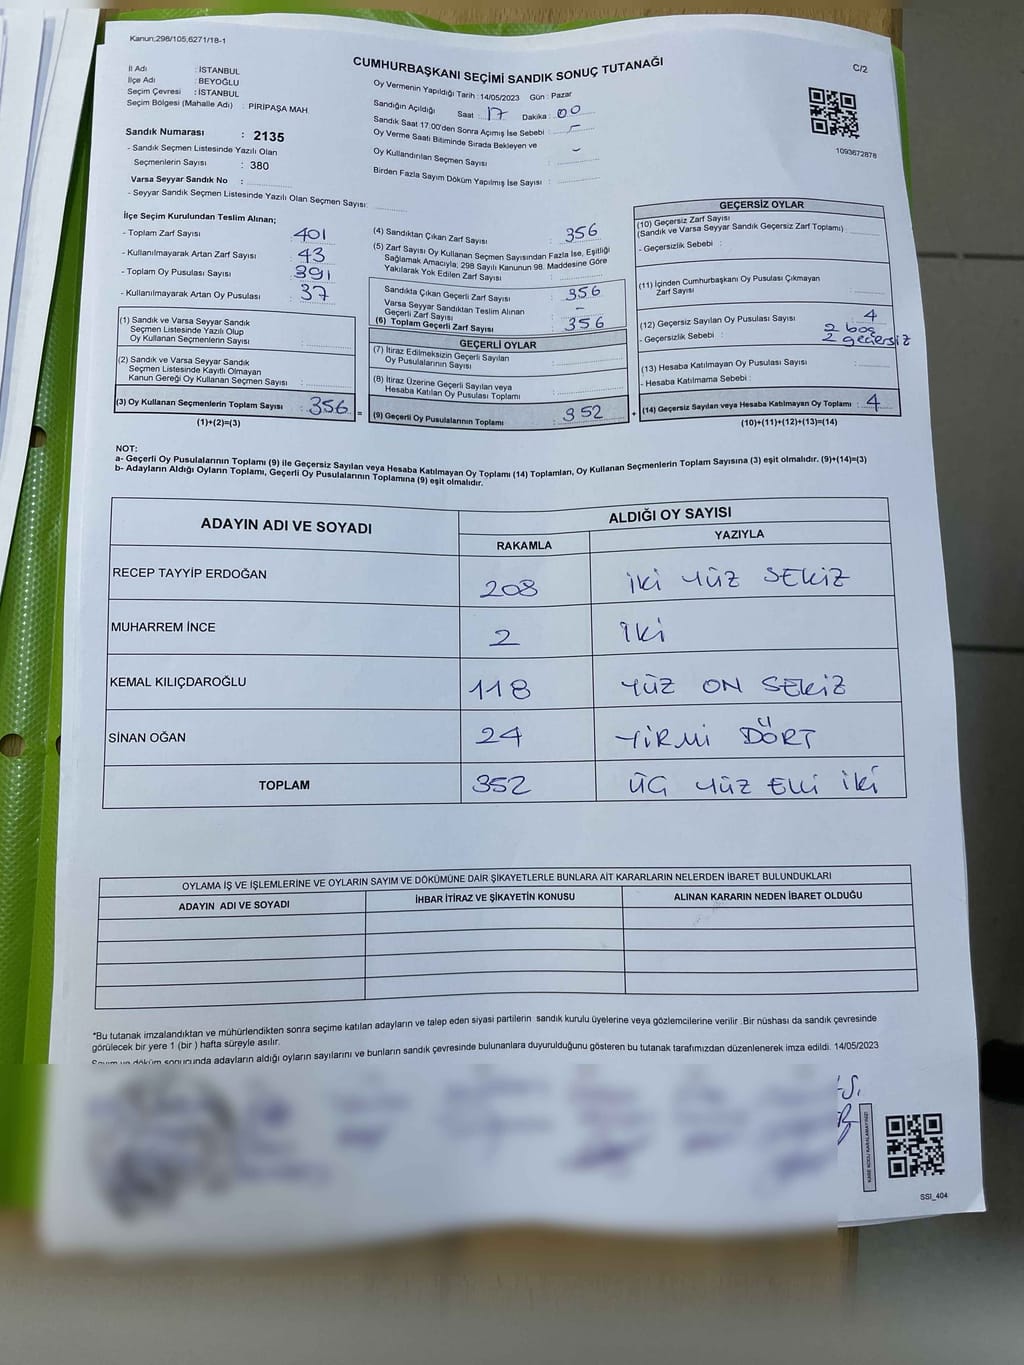 Kanun;298/105,6271/18-1
CUMHURBAŞKANI SEÇİMİ SANDIK SONUÇ TUTANAĞI
C/2
İl Adı : İSTANBUL
İlçe Adı : BEYOĞLU
Seçim Çevresi : İSTANBUL
Seçim Bölgesi (Mahalle Adı) : PİRİPAŞA MAH.
Sandık Numarası : 2135
- Sandık Seçmen Listesinde Yazılı Olan
Seçmenlerin Sayısı : 380
Varsa Seyyar Sandık No :
- Seyyar Sandık Seçmen Listesinde Yazılı Olan Seçmen Sayısı:
Oy Vermenin Yapıldığı Tarih : 14/05/2023 Gün : Pazar
Sandığın Açıldığı Saat : 17 Dakika : 00
Sandık Saat 17:00'den Sonra Açımış İse Sebebi : -
Oy Verme Saati Bitiminde Sırada Bekleyen ve
Oy Kullandırılan Seçmen Sayısı : -
Birden Fazla Sayım Döküm Yapılmış İse Sayısı :
1093672878
İlçe Seçim Kurulundan Teslim Alınan;
- Toplam Zarf Sayısı : 401
- Kullanılmayarak Artan Zarf Sayısı : 43
- Toplam Oy Pusulası Sayısı : 391
- Kullanılmayarak Artan Oy Pusulası : 37
(1) Sandık ve Varsa Seyyar Sandık
Seçmen Listesinde Yazılı Olup
Oy Kullanan Seçmenlerin Sayısı :
(2) Sandık ve Varsa Seyyar Sandık
Seçmen Listesinde Kayıtlı Olmayan
Kanun Gereği Oy Kullanan Seçmen Sayısı :
(3) Oy Kullanan Seçmenlerin Toplam Sayısı : 356
(1)+(2)=(3)
=
(4) Sandıktan Çıkan Zarf Sayısı : 356
(5) Zarf Sayısı Oy Kullanan Seçmen Sayısından Fazla İse, Eşitliği
Sağlamak Amacıyla; 298 Sayılı Kanunun 98. Maddesine Göre
Yakılarak Yok Edilen Zarf Sayısı :
Sandıkta Çıkan Geçerli Zarf Sayısı : 356
Varsa Seyyar Sandıktan Teslim Alınan
Geçerli Zarf Sayısı : -
(6) Toplam Geçerli Zarf Sayısı : 356
GEÇERLİ OYLAR
(7) İtiraz Edilmeksizin Geçerli Sayılan
Oy Pusulalarının Sayısı :
(8) İtiraz Üzerine Geçerli Sayılan veya
Hesaba Katılan Oy Pusulası Toplamı :
(9) Geçerli Oy Pusulalarının Toplamı : 352
+
GEÇERSİZ OYLAR
(10) Geçersiz Zarf Sayısı
(Sandık ve Varsa Seyyar Sandık Geçersiz Zarf Toplamı)
- Geçersizlik Sebebi :
(11) İçinden Cumhurbaşkanı Oy Pusulası Çıkmayan
Zarf Sayısı :
(12) Geçersiz Sayılan Oy Pusulası Sayısı : 4
- Geçersizlik Sebebi : 2 boş
2 geçersiz
(13) Hesaba Katılmayan Oy Pusulası Sayısı :
- Hesaba Katılmama Sebebi :
(14) Geçersiz Sayılan veya Hesaba Katılmayan Oy Toplamı : 4
(10)+(11)+(12)+(13)=(14)
NOT:
a- Geçerli Oy Pusulalarının Toplamı (9) ile Geçersiz Sayılan veya Hesaba Katılmayan Oy Toplamı (14) Toplamları, Oy Kullanan Seçmenlerin Toplam Sayısına (3) eşit olmalıdır. (9)+(14)=(3)
b- Adayların Aldığı Oyların Toplamı, Geçerli Oy Pusulalarının Toplamına (9) eşit olmalıdır.
ADAYIN ADI VE SOYADI
ALDIĞI OY SAYISI
RAKAMLA YAZIYLA
RECEP TAYYİP ERDOĞAN 208 İKİ YÜZ SEKİZ
MUHARREM İNCE 2 İKİ
KEMAL KILIÇDAROĞLU 118 YÜZ ON SEKİZ
SİNAN OĞAN 24 YİRMİ DÖRT
TOPLAM 352 ÜÇ YÜZ ELLİ İKİ
OYLAMA İŞ VE İŞLEMLERİNE VE OYLARIN SAYIM VE DÖKÜMÜNE DAİR ŞİKAYETLERLE BUNLARA AİT KARARLARIN NELERDEN İBARET BULUNDUKLARI
ADAYIN ADI VE SOYADI İHBAR İTİRAZ VE ŞİKAYETİN KONUSU ALINAN KARARIN NEDEN İBARET OLDUĞU
*Bu tutanak imzalandıktan ve mühürlendikten sonra seçime katılan adayların ve talep eden siyasi partilerin sandık kurulu üyelerine veya gözlemcilerine verilir .Bir nüshası da sandık çevresinde
görülecek bir yere 1 (bir ) hafta süreyle asılır.
Sayım ve döküm sonucunda adayların aldığı oyların sayılarını ve bunların sandık çevresinde bulunanlara duyurulduğunu gösteren bu tutanak tarafımızdan düzenlenerek imza edildi. 14/05/2023
SSI_404